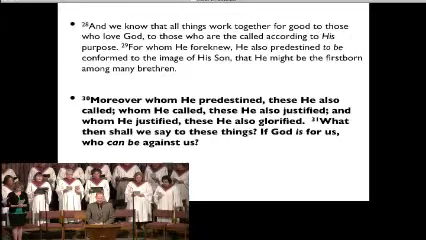 • 28And we know that all things work together for good to those
who love God, to those who are the called according to His
purpose. 29For whom He foreknew, He also predestined to be
conformed to the image of His Son, that He might be the firstborn
among many brethren.
• 30Moreover whom He predestined, these He also
called; whom He called, these He also justified; and
whom He justified, these He also glorified. 31What
then shall we say to these things? If God is for us,
who can be against us?